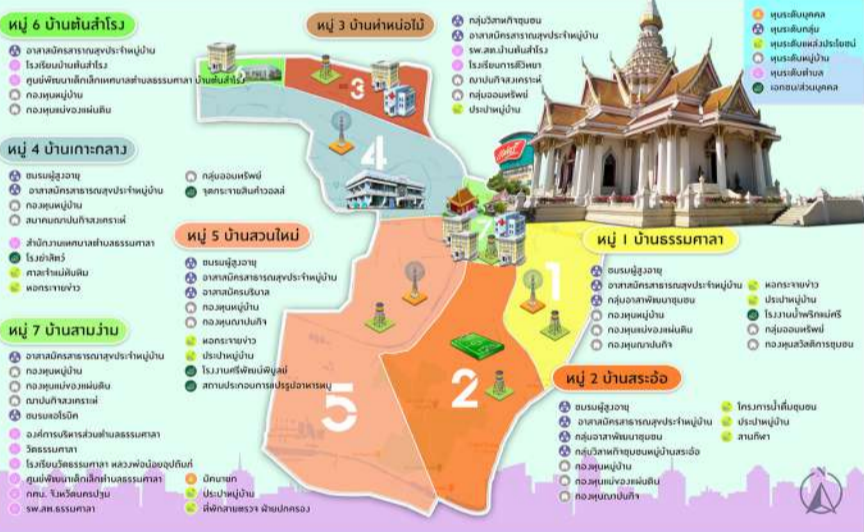 หมู่ 6 บ้านต้นสำโรง
อาสาสมัครสาธารณสุขประจำหมู่บ้าน
โรงเรียนบ้านต้นสำโรง
ศูนย์พัฒนาเด็กเล็กเทศบาลตำบลธรรมศาลา บ้านต้นสำโรง
กองทุนหมู่บ้าน
กองทุนแม่ของแผ่นดิน
หมู่ 3 บ้านท่าหน่อไม้
กลุ่มวิสาหกิจชุมชน
อาสาสมัครสาธารณสุขประจำหมู่บ้าน
รพ.สต.บ้านต้นสำโรง
โรงเรียนการดีวิทยา
ฌาปนกิจสงเคราะห์
กลุ่มออมทรัพย์
ประปาหมู่บ้าน
ทุนระดับบุคคล
ทุนระดับกลุ่ม
ทุนระดับแหล่งประโยชน์
ทุนระดับหมู่บ้าน
ทุนระดับตำบล
เอกชน/ส่วนบุคคล
หมู่ 4 บ้านเกาะกลาง
ชมรมผู้สูงอายุ
อาสาสมัครสาธารณสุขประจำหมู่บ้าน
กองทุนหมู่บ้าน
สมาคมฌาปนกิจสงเคราะห์
สำนักงานเทศบาลตำบลธรรมศาลา
โรงฆ่าสัตว์
ศาลเจ้าแม่ทับทิม
หอกระจายข่าว
กลุ่มออมทรัพย์
จุดกระจายสินค้าวอลล์
หมู่ 5 บ้านสวนใหม่
ชมรมผู้สูงอายุ
อาสาสมัครสาธารณสุขประจำหมู่บ้าน
อาสาสมัครบริบาล
กองทุนหมู่บ้าน
กองทุนฌาปนกิจ
หอกระจายข่าว
ประปาหมู่บ้าน
โรงงานศรีพัฒน์พิบูลย์
สถานประกอบการแปรรูปอาหารหมู
หมู่ 7 บ้านสามง่าม
อาสาสมัครสาธารณสุขประจำหมู่บ้าน
กองทุนหมู่บ้าน
กองทุนแม่ของแผ่นดิน
ฌาปนกิจสงเคราะห์
ชมรมแอโรบิค
องค์การบริหารส่วนตำบลธรรมศาลา
วัดธรรมศาลา
โรงเรียนวัดธรรมศาลา หลวงพ่อน้อยอุปถัมภ์
ศูนย์พัฒนาเด็กเล็กตำบลธรรมศาลา
กศน. จังหวัดนครปฐม
รพ.สต.ธรรมศาลา
มัคนายก
ประปาหมู่บ้าน
ที่พักสายตรวจ ฝ่ายปกครอง
หมู่ 1 บ้านธรรมศาลา
ชมรมผู้สูงอายุ
อาสาสมัครสาธารณสุขประจำหมู่บ้าน
กลุ่มอาสาพัฒนาชุมชน
กองทุนหมู่บ้าน
กองทุนแม่ของแผ่นดิน
กองทุนฌาปนกิจ
หอกระจายข่าว
ประปาหมู่บ้าน
โรงงานน้ำพริกแม่ศรี
กลุ่มออมทรัพย์
กองทุนสวัสดิการชุมชน
หมู่ 2 บ้านสระอ้อ
ชมรมผู้สูงอายุ
อาสาสมัครสาธารณสุขประจำหมู่บ้าน
กลุ่มอาสาพัฒนาชุมชน
กลุ่มวิสาหกิจชุมชนหมู่บ้านสระอ้อ
กองทุนหมู่บ้าน
กองทุนแม่ของแผ่นดิน
กองทุนฌาปนกิจ
โครงการน้ำดื่มชุมชน
ประปาหมู่บ้าน
ลานกีฬา
3
4
7
1
5
2